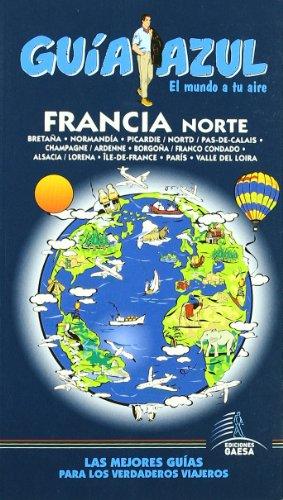 GUÍA AZUL
El mundo a tu aire
FRANCIA NORTE
BRETAÑA • NORMANDÍA • PICARDIE / NORTD / PAS-DE-CALAIS •
CHAMPAGNE / ARDENNE • BORGOÑA / FRANCO CONDADO •
ALSACIA / LORENA • ÎLE-DE-FRANCE • PARÍS • VALLE DEL LOIRA
EDICIONES
GAESA
LAS MEJORES GUÍAS
PARA LOS VERDADEROS VIAJEROS